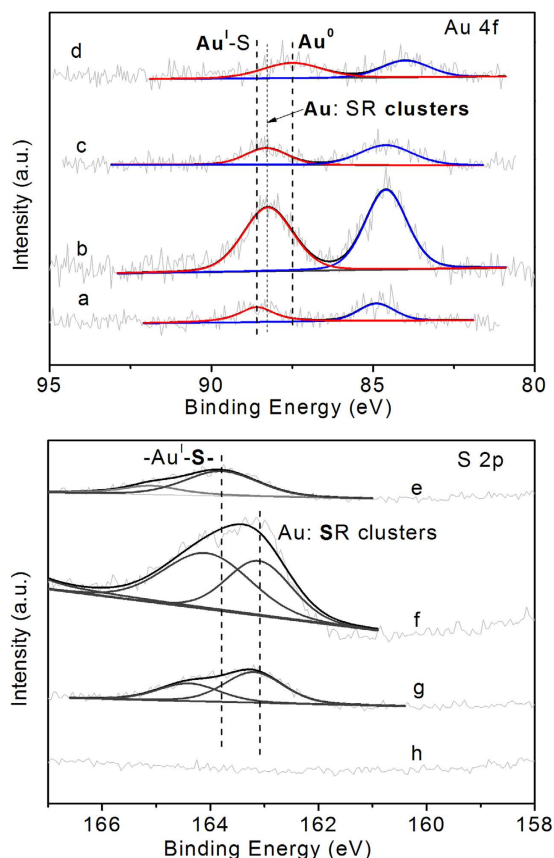 Au 4f
Au^I-S
Au^0
d
Au: SR clusters
c
b
a
Intensity (a.u.)
95 90 85 80
Binding Energy (eV)
S 2p
-Au^I-S-
e
Au: SR clusters
f
g
h
Intensity (a.u.)
166 164 162 160 158
Binding Energy (eV)